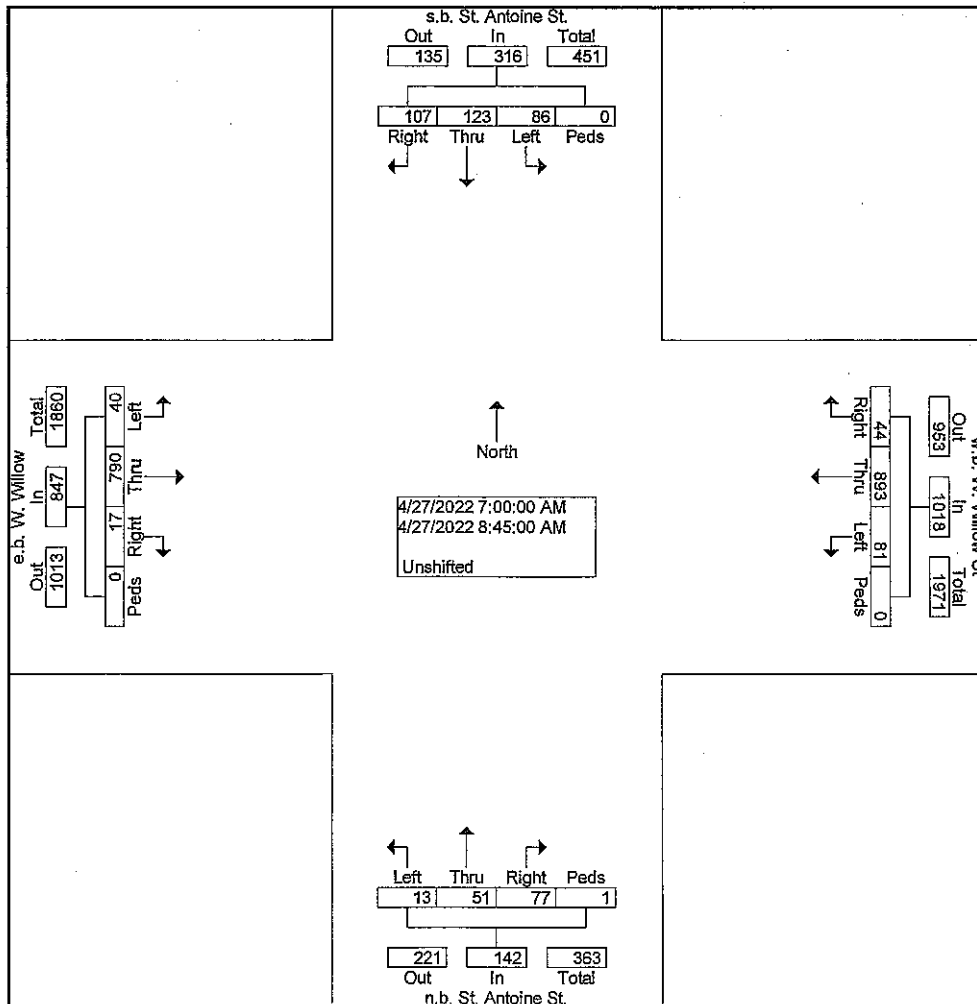 s.b. St. Antoine St.
Out In Total
135 316 451
107 123 86 0
Right Thru Left Peds
Total
1860
In
847
Out
1013
e.b. W. Willow
Left
40
Thru
790
Right
17
Peds
0
North
4/27/2022 7:00:00 AM
4/27/2022 8:45:00 AM
Unshifted
Right
44
Thru
893
Left
81
Peds
0
Out
953
In
1018
Total
1971
Left Thru Right Peds
13 51 77 1
221 142 363
Out In Total
n.b. St. Antoine St.